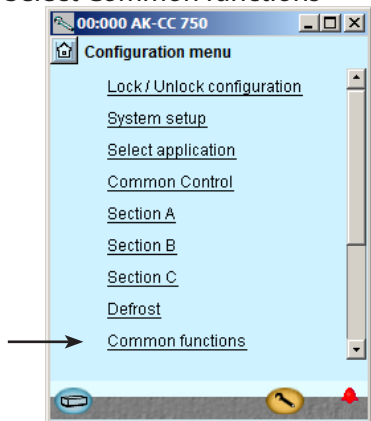 Select Common functions
00:000 AK-CC 750
Configuration menu
Lock / Unlock configuration
System setup
Select application
Common Control
Section A
Section B
Section C
Defrost
Common functions